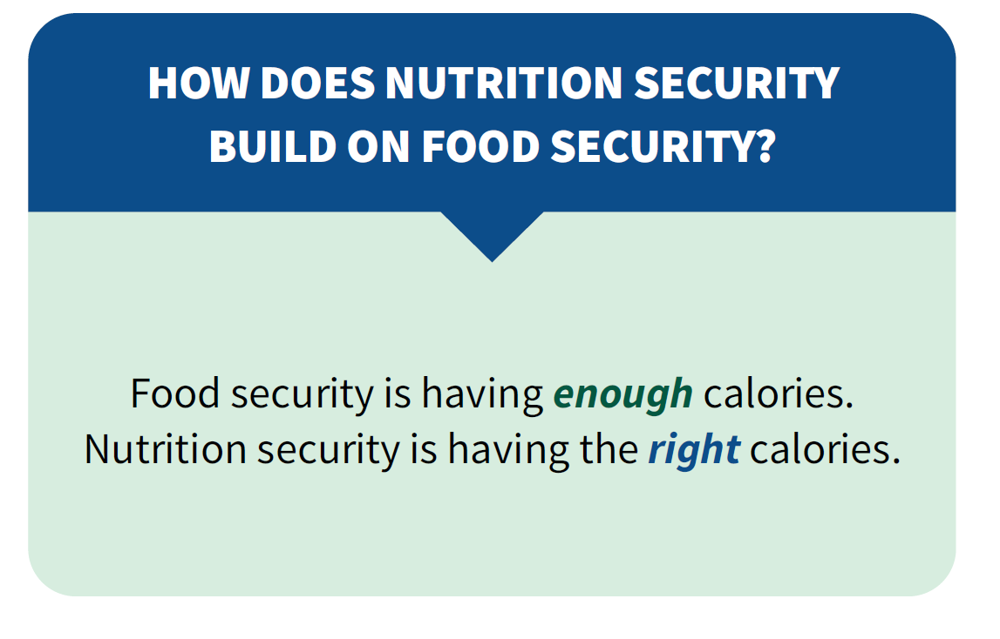 HOW DOES NUTRITION SECURITY
BUILD ON FOOD SECURITY?
Food security is having enough calories.
Nutrition security is having the right calories.